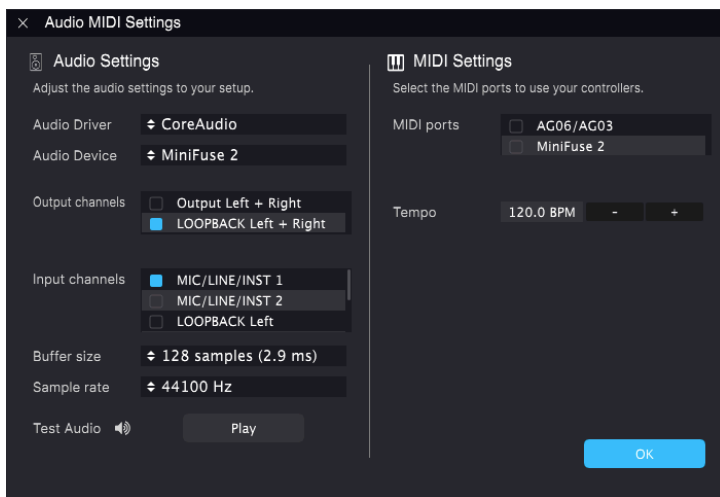 Audio MIDI Settings
Audio Settings
Adjust the audio settings to your setup.
Audio Driver CoreAudio
Audio Device MiniFuse 2
Output channels Output Left + Right
LOOPBACK Left + Right
Input channels MIC/LINE/INST 1
MIC/LINE/INST 2
LOOPBACK Left
Buffer size 128 samples (2.9 ms)
Sample rate 44100 Hz
Test Audio Play
MIDI Settings
Select the MIDI ports to use your controllers.
MIDI ports AG06/AG03
MiniFuse 2
Tempo 120.0 BPM - +
OK